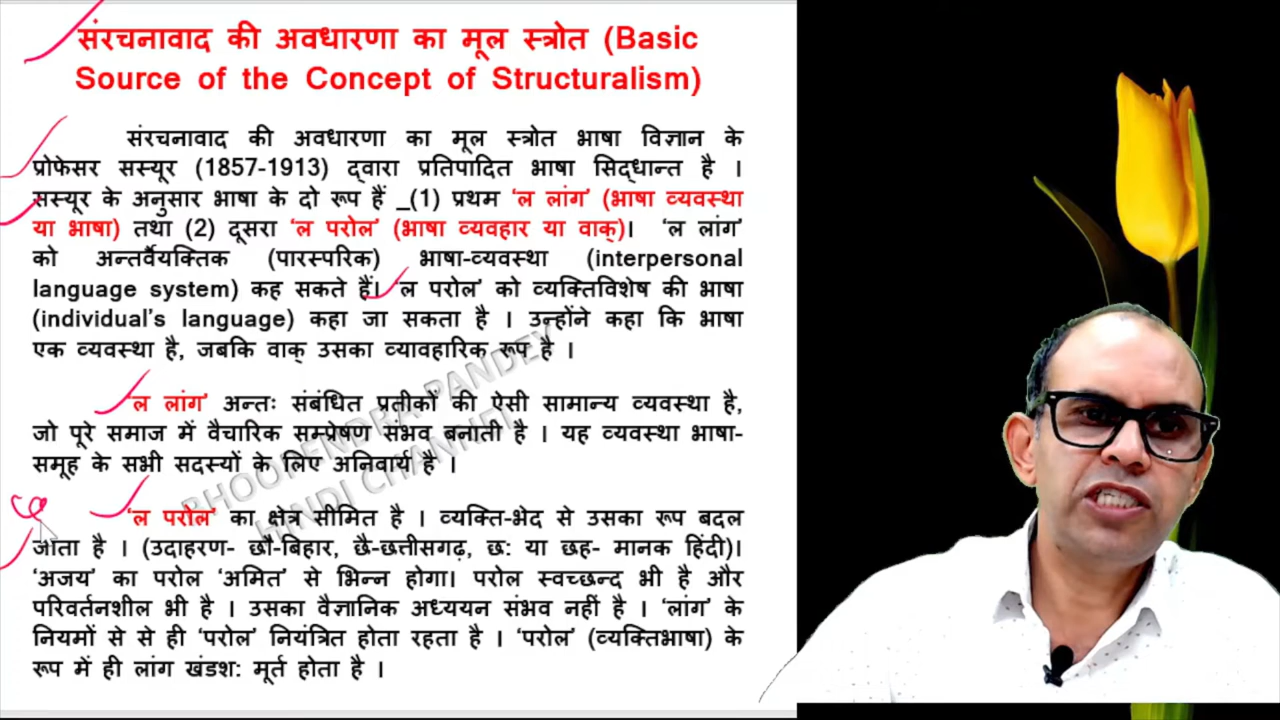 संरचनावाद की अवधारणा का मूल स्त्रोत (Basic
Source of the Concept of Structuralism)
संरचनावाद की अवधारणा का मूल स्त्रोत भाषा विज्ञान के
प्रोफेसर सस्यूर (1857-1913) द्वारा प्रतिपादित भाषा सिद्धान्त है ।
सस्यूर के अनुसार भाषा के दो रूप हैं _(1) प्रथम ‘ल लांग’ (भाषा व्यवस्था
या भाषा) तथा (2) दूसरा ‘ल परोल’ (भाषा व्यवहार या वाक्)। ‘ल लांग’
को अन्तर्वैयक्तिक (पारस्परिक) भाषा-व्यवस्था (interpersonal
language system) कह सकते हैं। ‘ल परोल’ को व्यक्तिविशेष की भाषा
(individual’s language) कहा जा सकता है । उन्होंने कहा कि भाषा
एक व्यवस्था है, जबकि वाक् उसका व्यावहारिक रूप है ।
‘ल लांग’ अन्तः संबंधित प्रतीकों की ऐसी सामान्य व्यवस्था है,
जो पूरे समाज में वैचारिक सम्प्रेषण संभव बनाती है । यह व्यवस्था भाषा-
समूह के सभी सदस्यों के लिए अनिवार्य है ।
‘ल परोल’ का क्षेत्र सीमित है । व्यक्ति-भेद से उसका रूप बदल
जाता है । (उदाहरण- छौ-बिहार, छै-छत्तीसगढ़, छ: या छह- मानक हिंदी)।
‘अजय’ का परोल ‘अमित’ से भिन्न होगा। परोल स्वच्छन्द भी है और
परिवर्तनशील भी है । उसका वैज्ञानिक अध्ययन संभव नहीं है । ‘लांग’ के
नियमों से से ही ‘परोल’ नियंत्रित होता रहता है । ‘परोल’ (व्यक्तिभाषा) के
रूप में ही लांग खंडश: मूर्त होता है ।
BHOOPENDRA PANDEY
HINDI CHANNEL